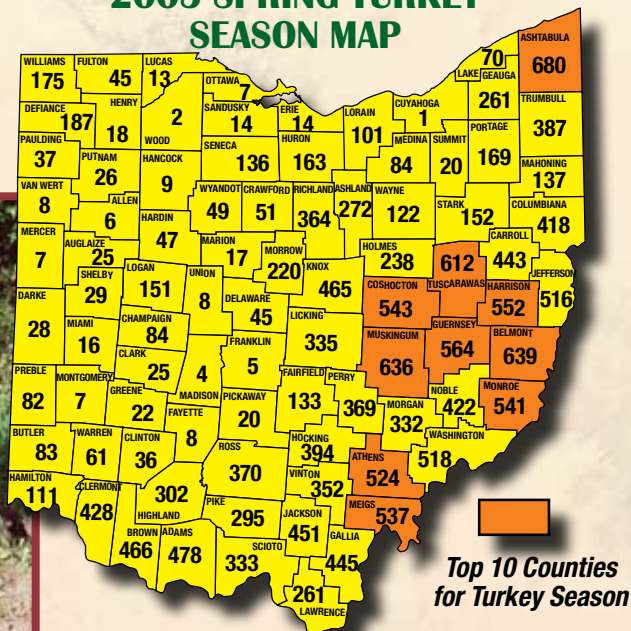 SPRING TURKEY
SEASON MAP
WILLIAMS
175
FULTON
45
LUCAS
13
OTTAWA
7
70
LAKE
GEAUGA
261
ASHTABULA
680
DEFIANCE
187
HENRY
18
2
WOOD
SANDUSKY
14
ERIE
14
LORAIN
101
CUYAHOGA
1
TRUMBULL
387
PAULDING
37
PUTNAM
26
HANCOCK
9
SENECA
136
HURON
163
MEDINA
84
SUMMIT
20
PORTAGE
169
MAHONING
137
VAN WERT
8
ALLEN
6
HARDIN
47
WYANDOT
49
CRAWFORD
51
RICHLAND
364
ASHLAND
272
WAYNE
122
STARK
152
COLUMBIANA
418
MERCER
7
AUGLAIZE
25
MARION
17
MORROW
220
KNOX
465
HOLMES
238
612
TUSCARAWAS
CARROLL
443
JEFFERSON
516
SHELBY
29
LOGAN
151
UNION
8
DELAWARE
45
COSHOCTON
543
HARRISON
552
DARKE
28
MIAMI
16
CHAMPAIGN
84
LICKING
335
MUSKINGUM
636
GUERNSEY
564
BELMONT
639
CLARK
25
FRANKLIN
5
PREBLE
82
MONTGOMERY
7
GREENE
22
4
MADISON
FAYETTE
8
PICKAWAY
20
FAIRFIELD
133
PERRY
369
MORGAN
332
NOBLE
422
MONROE
541
BUTLER
83
WARREN
61
CLINTON
36
ROSS
370
HOCKING
394
ATHENS
524
WASHINGTON
518
HAMILTON
111
CLERMONT
428
302
HIGHLAND
PIKE
295
VINTON
352
JACKSON
451
MEIGS
537
BROWN
466
ADAMS
478
SCIOTO
333
GALLIA
445
261
LAWRENCE
Top 10 Counties
for Turkey Season